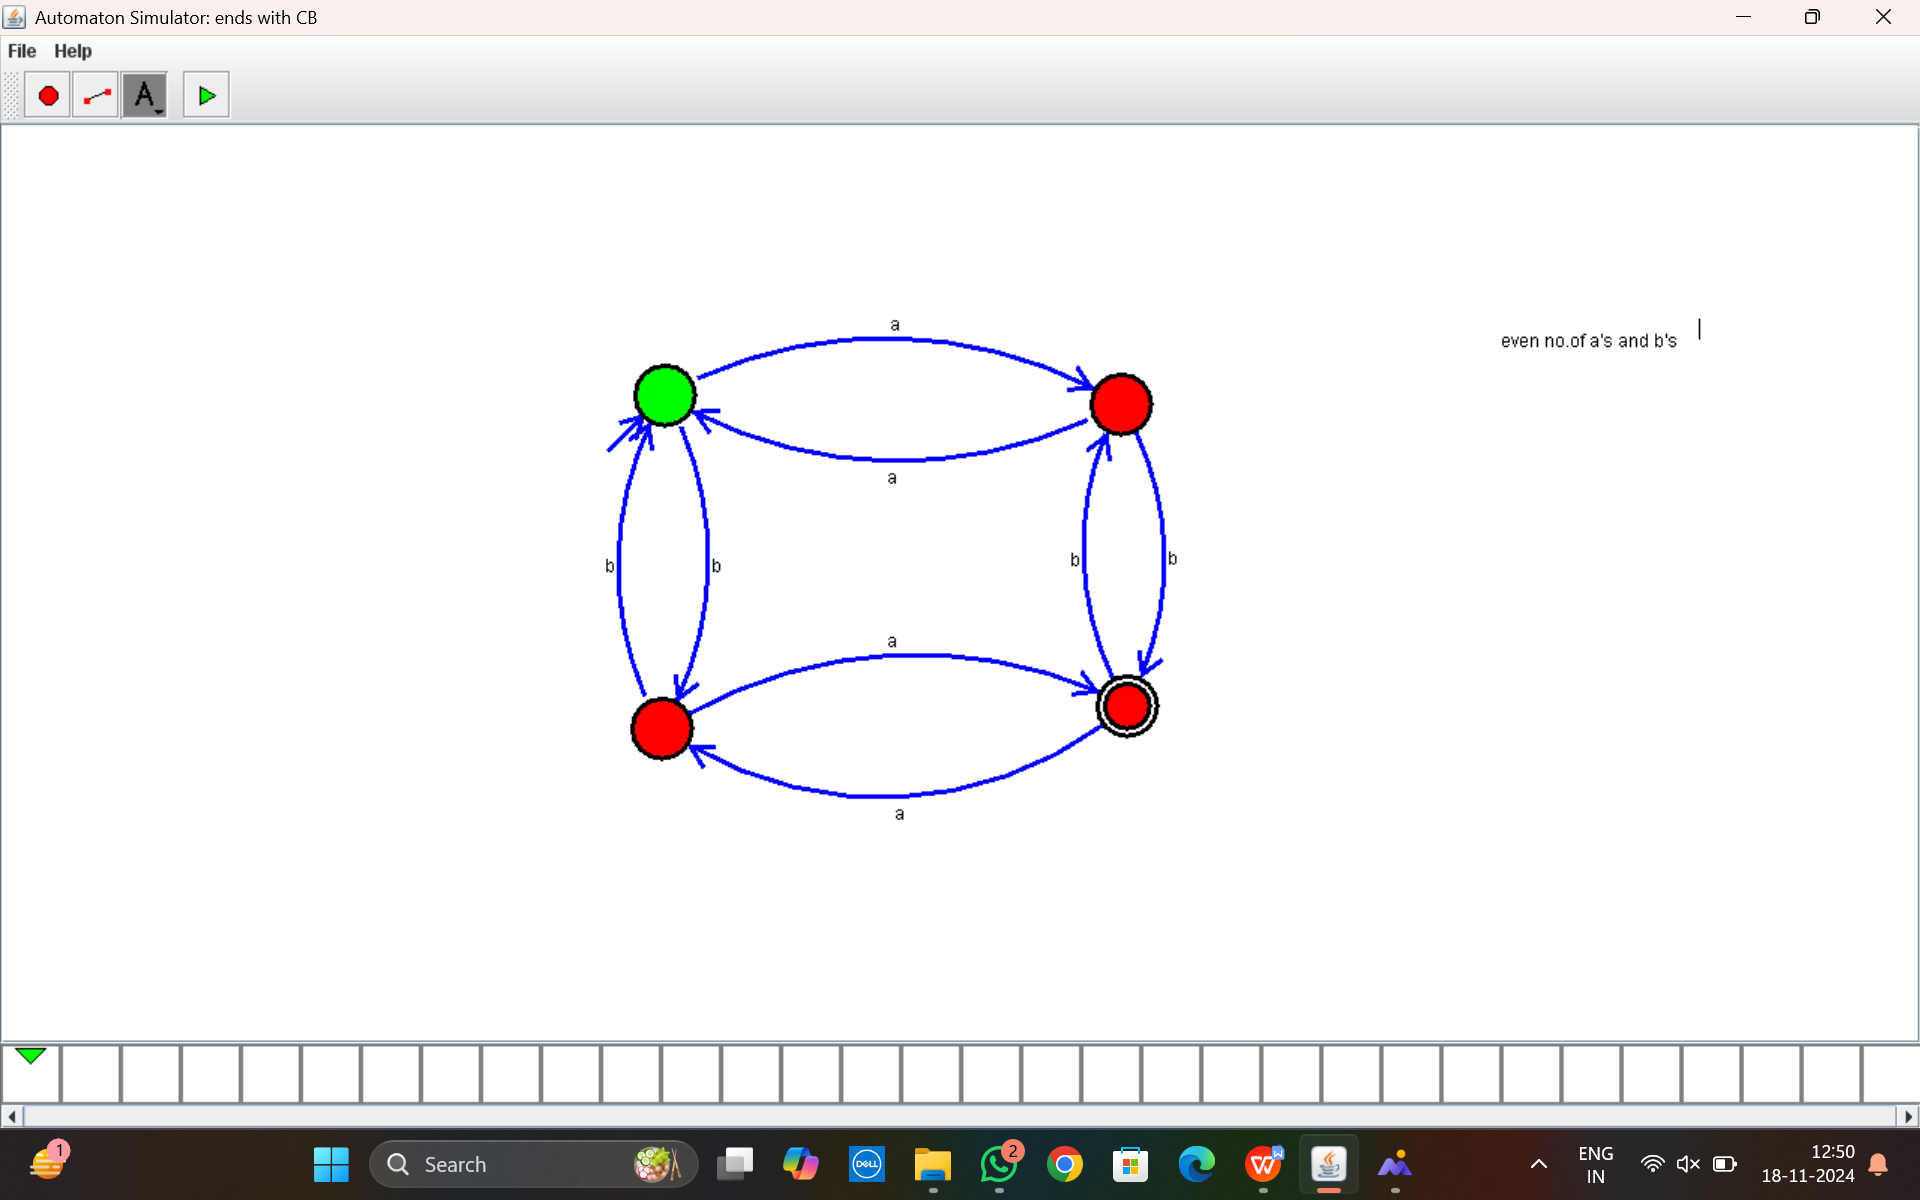 Automaton Simulator: ends with CB
File Help
A
a
even no.of a's and b's
a
b
b
b
b
a
a
1
Search
DELL
2
W
W
ENG
IN
12:50
18-11-2024